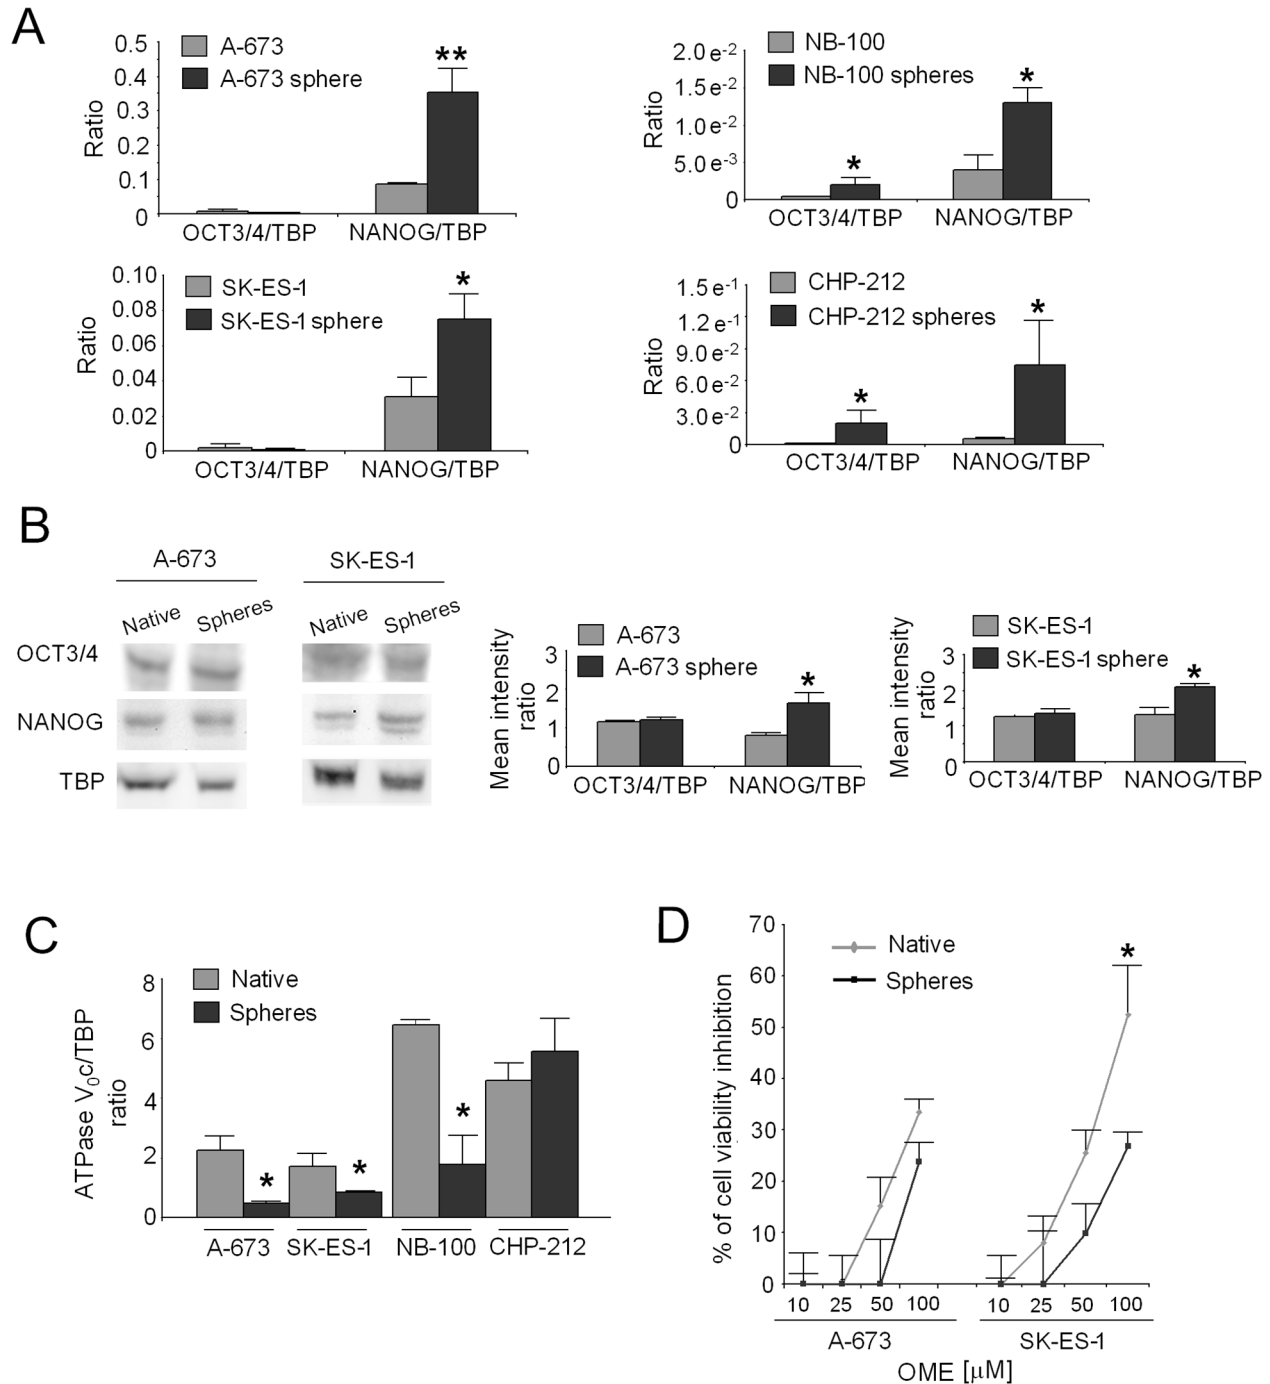 A
A-673
A-673 sphere
Ratio
0.5
0.4
0.3
0.2
0.1
0
**
OCT3/4/TBP
NANOG/TBP
NB-100
NB-100 spheres
Ratio
2.0 e-2
1.5 e-2
1.0 e-2
5.0 e-3
0
*
*
OCT3/4/TBP
NANOG/TBP
SK-ES-1
SK-ES-1 sphere
Ratio
0.10
0.08
0.06
0.04
0.02
0
*
OCT3/4/TBP
NANOG/TBP
CHP-212
CHP-212 spheres
Ratio
1.5 e-1
1.2 e-1
9.0 e-2
6.0 e-2
3.0 e-2
0
*
*
OCT3/4/TBP
NANOG/TBP
B
A-673
SK-ES-1
Native
Spheres
Native
Spheres
OCT3/4
NANOG
TBP
A-673
A-673 sphere
Mean intensity
ratio
3
2
1
0
*
OCT3/4/TBP
NANOG/TBP
SK-ES-1
SK-ES-1 sphere
Mean intensity
ratio
3
2
1
0
*
OCT3/4/TBP
NANOG/TBP
C
Native
Spheres
ATPase V0c/TBP
ratio
8
6
4
2
0
*
*
*
A-673
SK-ES-1
NB-100
CHP-212
D
Native
Spheres
% of cell viability inhibition
70
60
50
40
30
20
10
0
*
10 25 50 100
10 25 50 100
A-673
SK-ES-1
OME [µM]